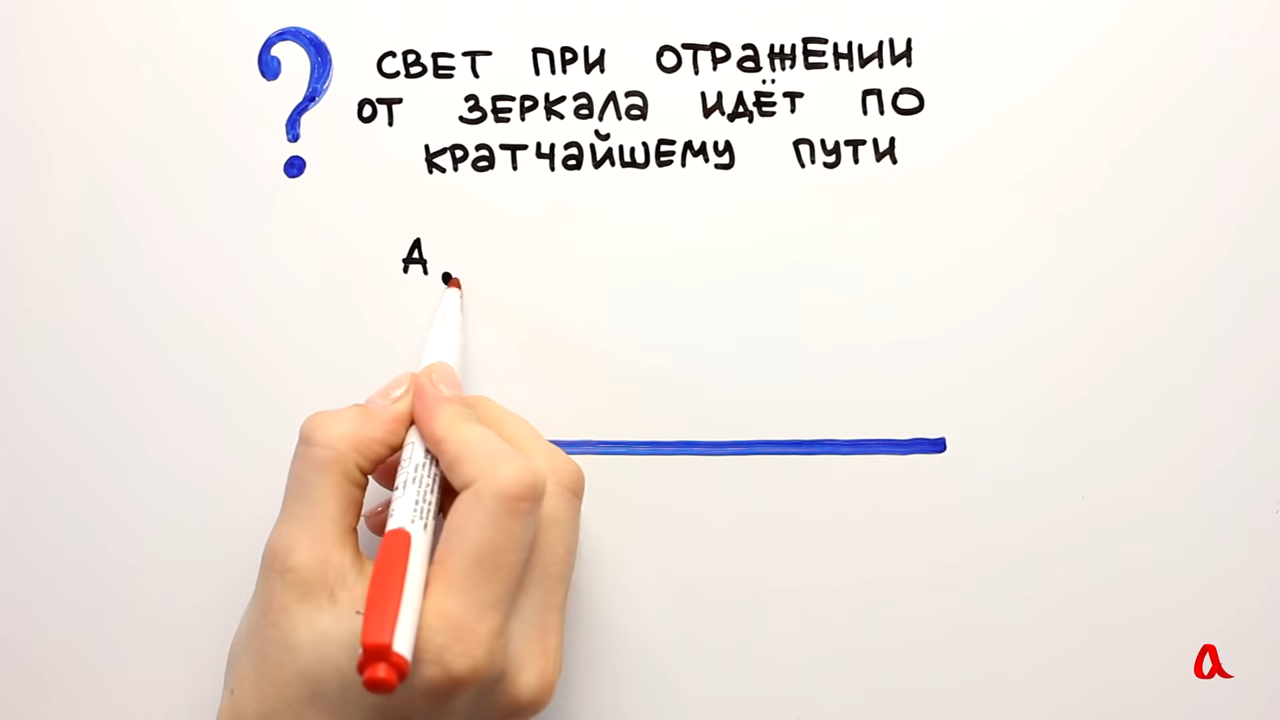 ?
СВЕТ ПРИ ОТРАЖЕНИИ
ОТ ЗЕРКАЛА ИДЁТ ПО
КРАТЧАЙШЕМУ ПУТИ
А
a